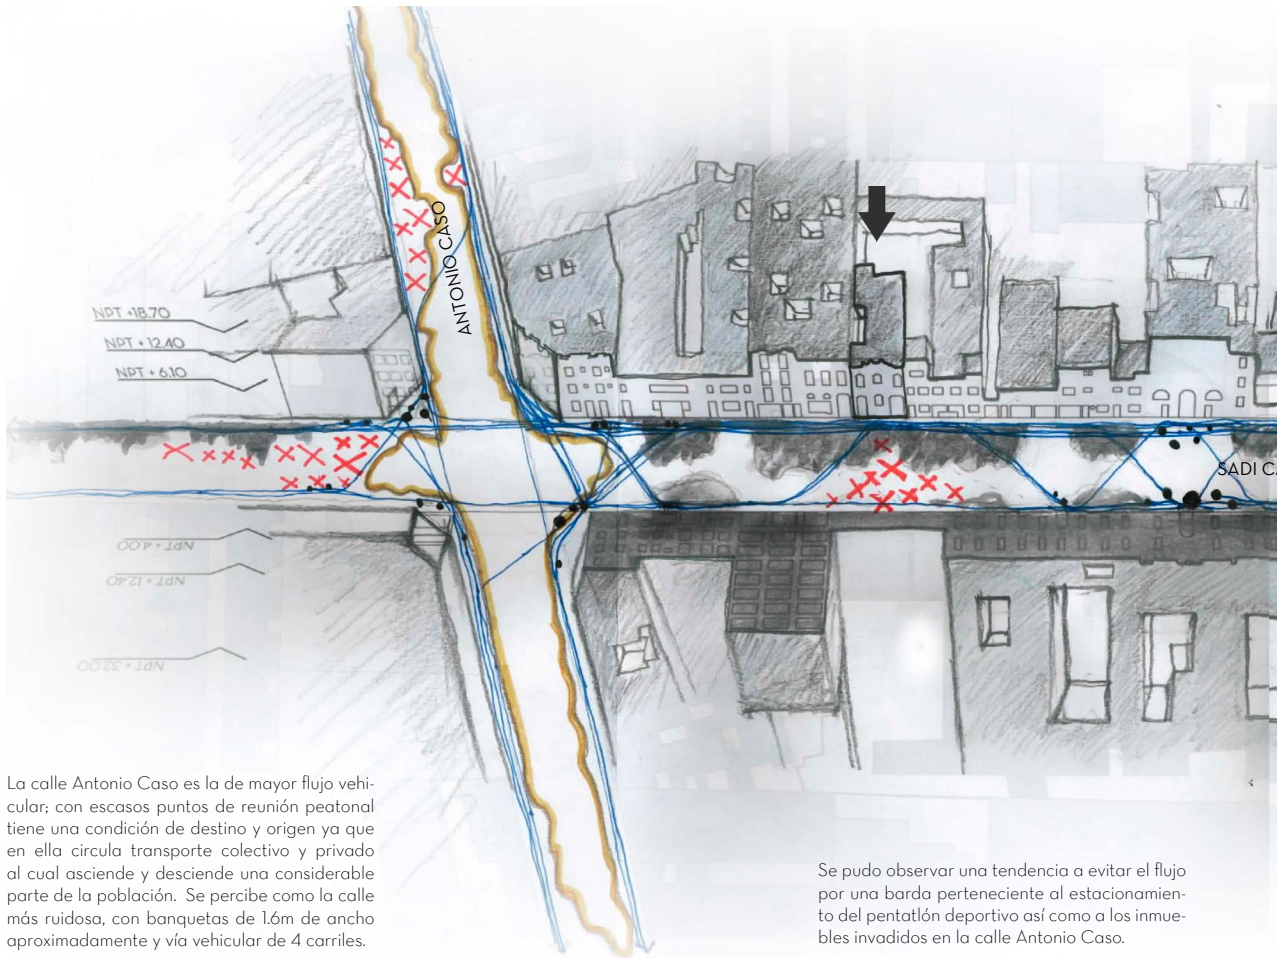 ANTONIO CASO
NPT +18.70
NPT + 12.40
NPT + 6.10
SADI C
NPT + 4.00
NPT + 12.40
NPT + 32.00
La calle Antonio Caso es la de mayor flujo vehi-
cular; con escasos puntos de reunión peatonal
tiene una condición de destino y origen ya que
en ella circula transporte colectivo y privado
al cual asciende y desciende una considerable
parte de la población. Se percibe como la calle
más ruidosa, con banquetas de 1.6m de ancho
aproximadamente y vía vehicular de 4 carriles.
Se pudo observar una tendencia a evitar el flujo
por una barda perteneciente al estacionamien-
to del pentatlón deportivo así como a los inmue-
bles invadidos en la calle Antonio Caso.